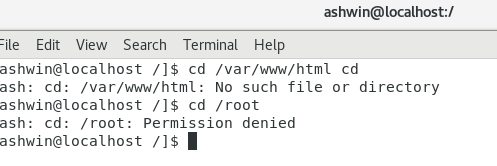 ashwin@localhost:/
File Edit View Search Terminal Help
ashwin@localhost /]$ cd /var/www/html cd
ash: cd: /var/www/html: No such file or directory
ashwin@localhost /]$ cd /root
ash: cd: /root: Permission denied
ashwin@localhost /]$